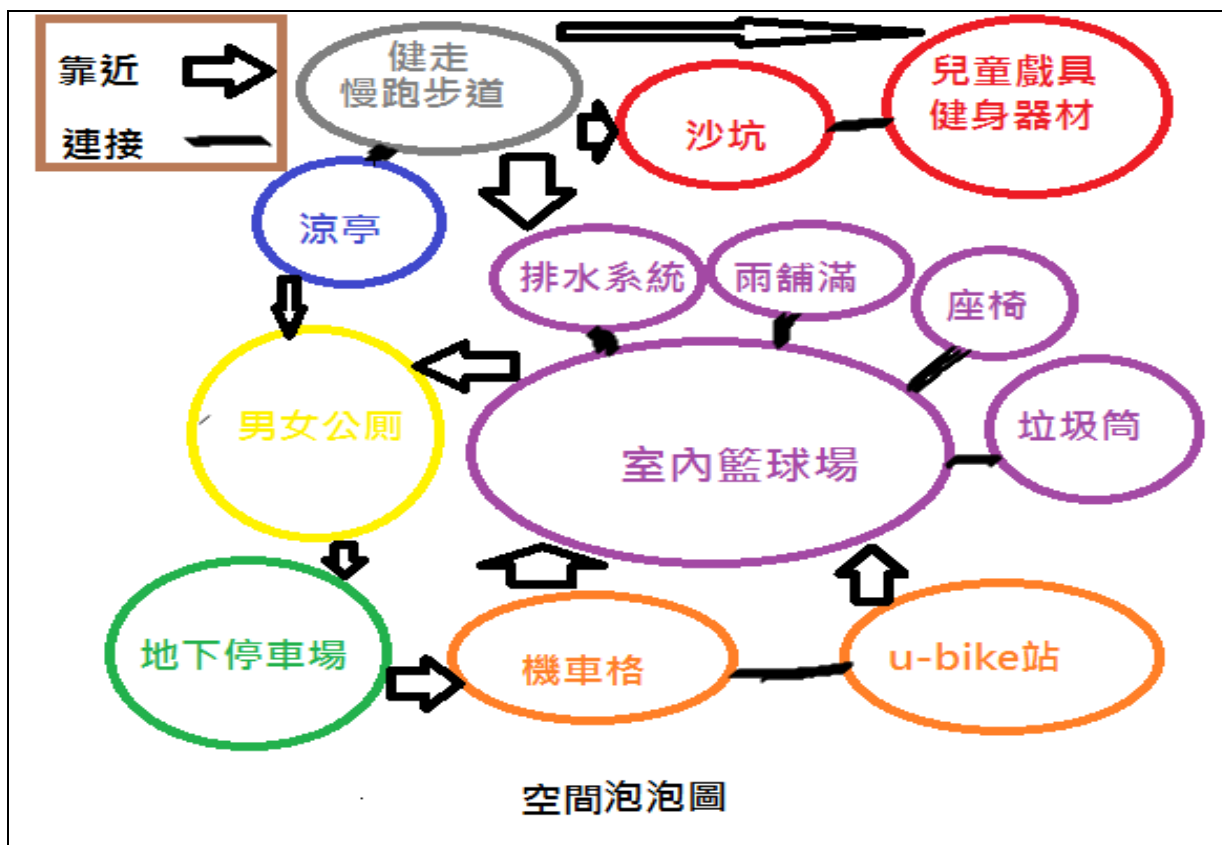 靠近
連接
健走
慢跑步道
沙坑
兒童戲具
健身器材
涼亭
排水系統
雨舖滿
座椅
男女公厕
室內籃球場
垃圾筒
地下停車場
機車格
u-bike站
空間泡泡圖